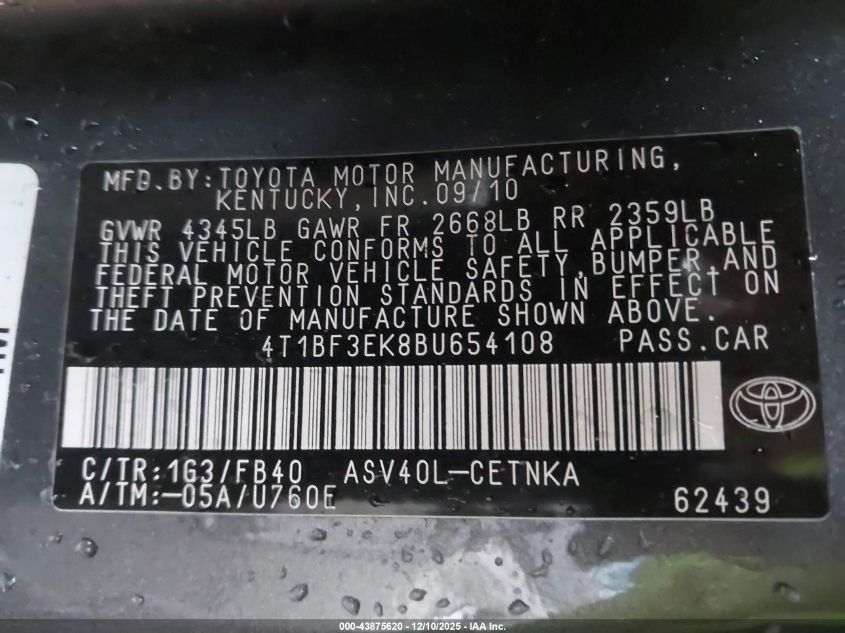 MFD.BY:TOYOTA MOTOR MANUFACTURING,
KENTUCKY, INC.09/10
GVWR 4345LB GAWR FR 2668LB RR 2359LB
THIS VEHICLE CONFORMS TO ALL APPLICABLE
FEDERAL MOTOR VEHICLE SAFETY,BUMPER,AND
THEFT PREVENTION STANDARDS IN EFFECT ON
THE DATE OF MANUFACTURE SHOWN ABOVE.
4T1BF3EK8BU654108 PASS.CAR
C/TR:1G3/FB40 ASV40L-CETNKA
A/TM:-05A/U760E 62439
000-43875620 - 12/10/2025 - IAA Inc.